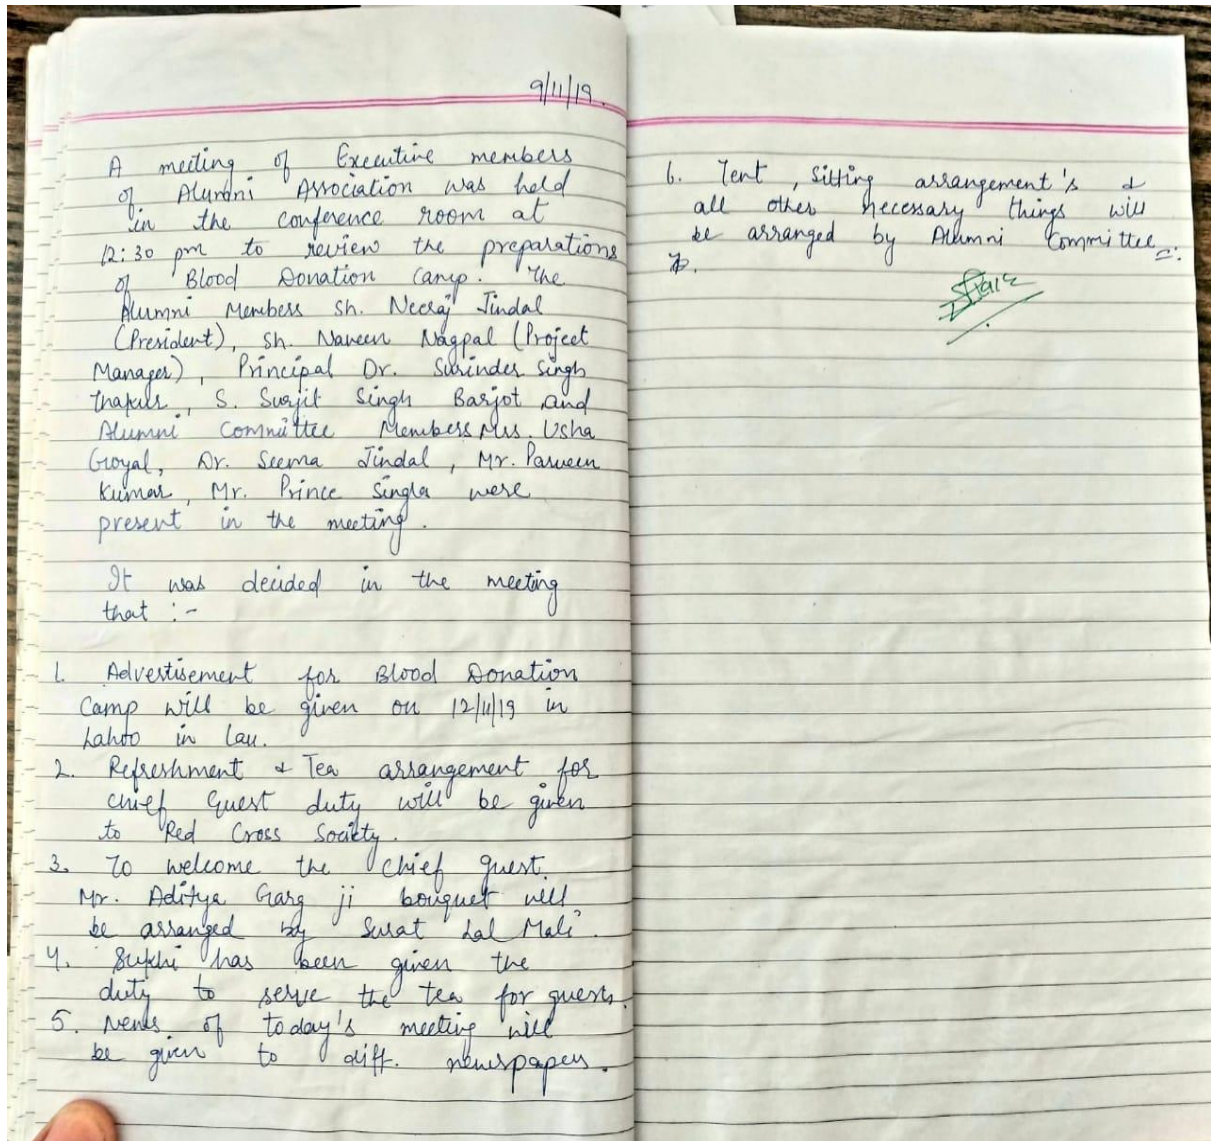 9/11/19.
A meeting of Executive members
of Alumni Association was held
in the conference room at
12:30 pm to review the preparations
of Blood Donation Camp. The
Alumni Members Sh. Neeraj Jindal
(President), Sh. Naveen Nagpal (Project
Manager), Principal Dr. Surinder Singh
Thakur, S. Surjit Singh Barjot and
Alumni Committee Members Mrs. Usha
Goyal, Dr. Seema Jindal, Mr. Parveen
Kumar, Mr. Prince Singla were
present in the meeting.
It was decided in the meeting
that :-
1. Advertisement for Blood Donation
Camp will be given on 12/11/19 in
in Lau.
2. Refreshment & Tea arrangement for
chief Guest duty will be given
to Red Cross Society.
3. To welcome the Chief guest.
Mr. Aditya Garg ji bouquet will
be arranged by Surat Lal Mali.
4. has been given the
duty to serve the tea for guests.
5. News of today's meeting will
be given to diff. newspapers.
6. Tent, Sitting arrangement's &
all other necessary things will
be arranged by Alumni Committee.
7.